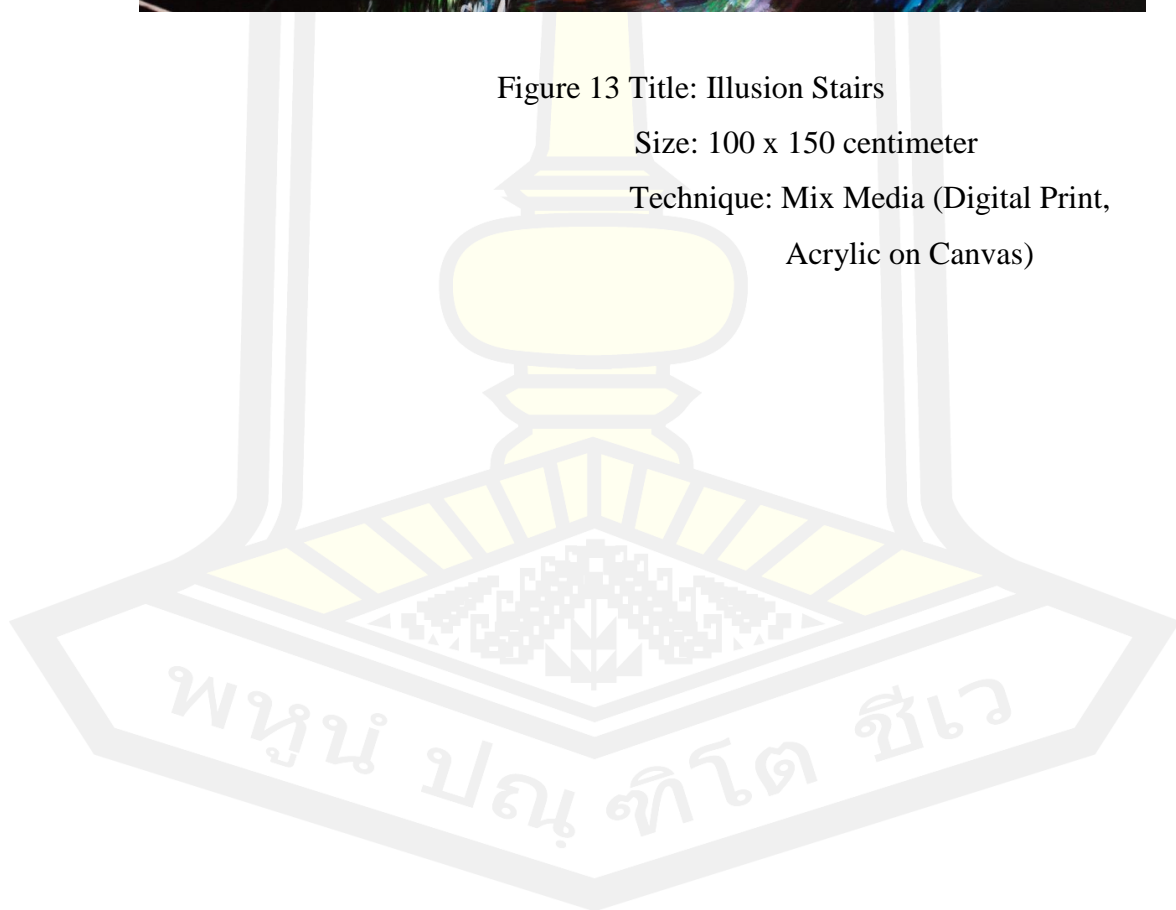 Figure 13 Title: Illusion Stairs
Size: 100 x 150 centimeter
Technique: Mix Media (Digital Print,
Acrylic on Canvas)
พหูนํ ปณฺฑิโต ชีเว